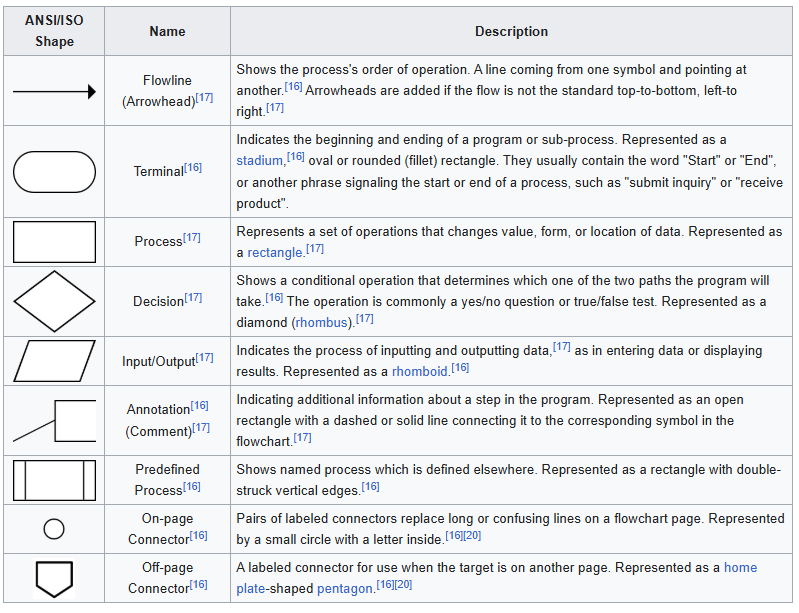 ANSI/ISO
Shape
Name
Description
Flowline
(Arrowhead)[17]
Shows the process's order of operation. A line coming from one symbol and pointing at
another.[16] Arrowheads are added if the flow is not the standard top-to-bottom, left-to
right.[17]
Terminal[16]
Indicates the beginning and ending of a program or sub-process. Represented as a
stadium,[16] oval or rounded (fillet) rectangle. They usually contain the word "Start" or "End",
or another phrase signaling the start or end of a process, such as "submit inquiry" or "receive
product".
Process[17]
Represents a set of operations that changes value, form, or location of data. Represented as
a rectangle.[17]
Decision[17]
Shows a conditional operation that determines which one of the two paths the program will
take.[16] The operation is commonly a yes/no question or true/false test. Represented as a
diamond (rhombus).[17]
Input/Output[17]
Indicates the process of inputting and outputting data,[17] as in entering data or displaying
results. Represented as a rhomboid.[16]
Annotation[16]
(Comment)[17]
Indicating additional information about a step in the program. Represented as an open
rectangle with a dashed or solid line connecting it to the corresponding symbol in the
flowchart.[17]
Predefined
Process[16]
Shows named process which is defined elsewhere. Represented as a rectangle with double-
struck vertical edges.[16]
On-page
Connector[16]
Pairs of labeled connectors replace long or confusing lines on a flowchart page. Represented
by a small circle with a letter inside.[16][20]
Off-page
Connector[16]
A labeled connector for use when the target is on another page. Represented as a home
plate-shaped pentagon.[16][20]